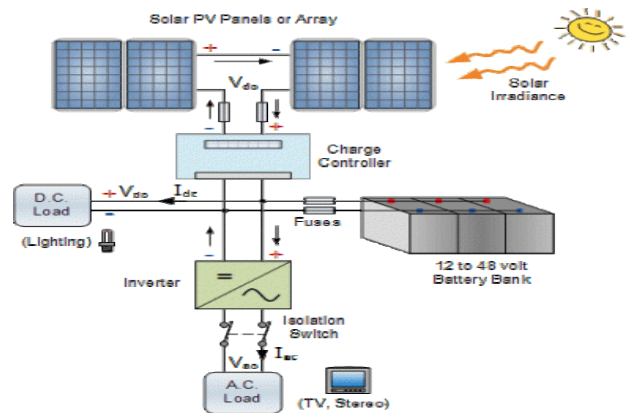 Solar PV Panels or Array
+ -
Vdc
Solar
Irradiance
- +
Charge
Controller
D.C.
Load
+ Vdc Idc
-
(Lighting)
Fuses
12 to 48 volt
Battery Bank
- +
Inverter
=
~
Isolation
Switch
Vac Iac
A.C.
Load
(TV, Stereo)